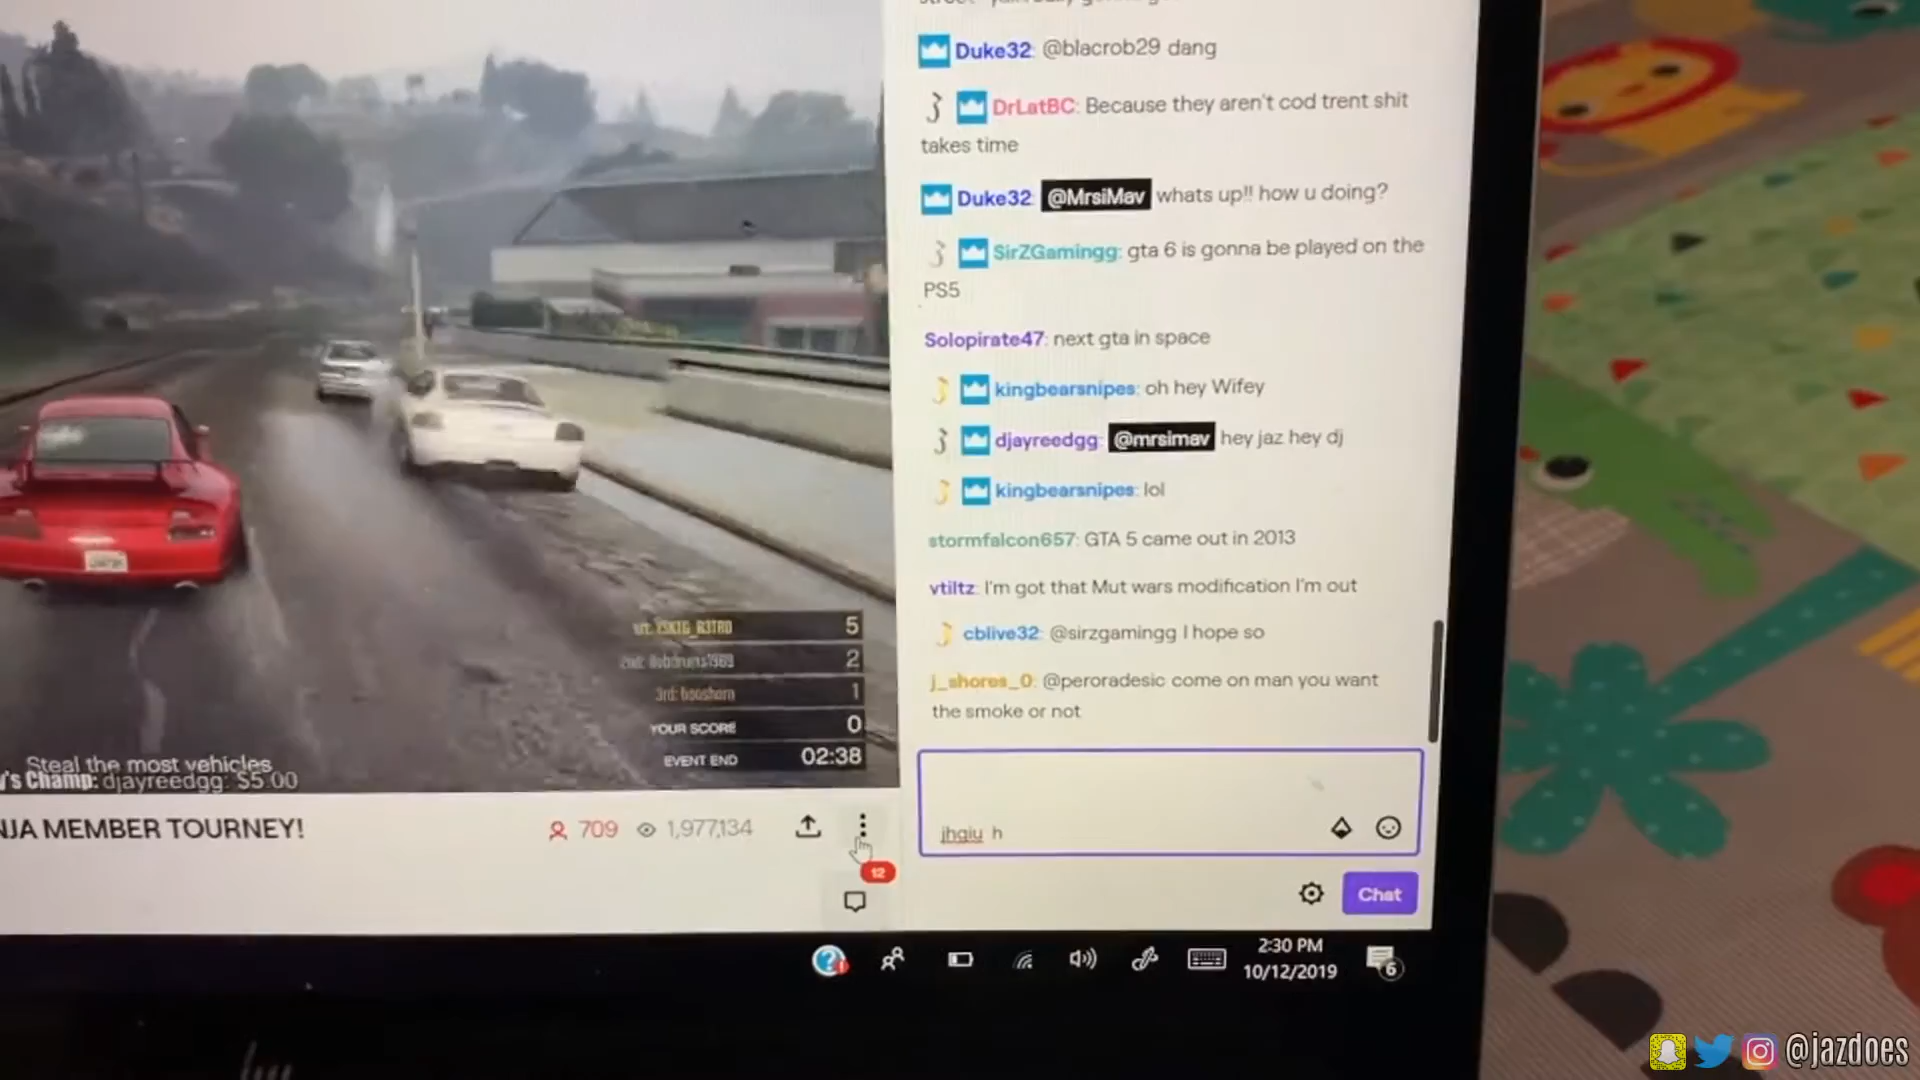 Duke32: @blacrob29 dang
DrLatBC: Because they aren't cod trent shit
takes time
Duke32: @MrsiMav whats up!! how u doing?
SirZGamingg: gta 6 is gonna be played on the
PS5
Solopirate47: next gta in space
kingbearsnipes: oh hey Wifey
djayreedgg: @mrsimav hey jaz hey dj
kingbearsnipes: lol
stormfalcon657: GTA 5 came out in 2013
vtiltz: I'm got that Mut wars modification I'm out
cblive32: @sirzgamingg I hope so
j_shores_0: @peroradesic come on man you want
the smoke or not
jhgiu h
Chat
5
2
3rd: 1
YOUR SCORE 0
EVENT END 02:38
Steal the most vehicles
's Champ: djayreedgg: $5.00
NJA MEMBER TOURNEY!
709 1,977,134
12
2:30 PM
10/12/2019
6
hp
@jazdoes